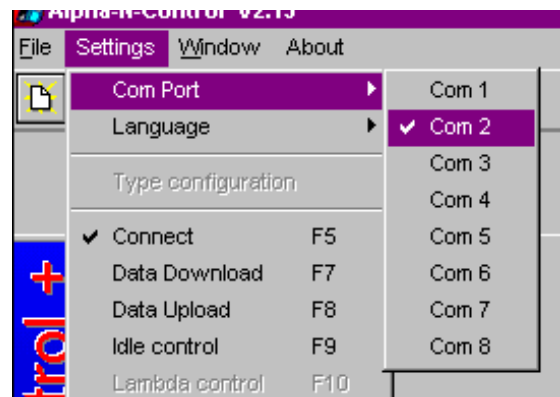 Alpha-N-Control V2.15
File Settings Window About
Com Port
Language
Type configuration
Connect F5
Data Download F7
Data Upload F8
Idle control F9
Lambda control F10
Com 1
Com 2
Com 3
Com 4
Com 5
Com 6
Com 7
Com 8
trol +